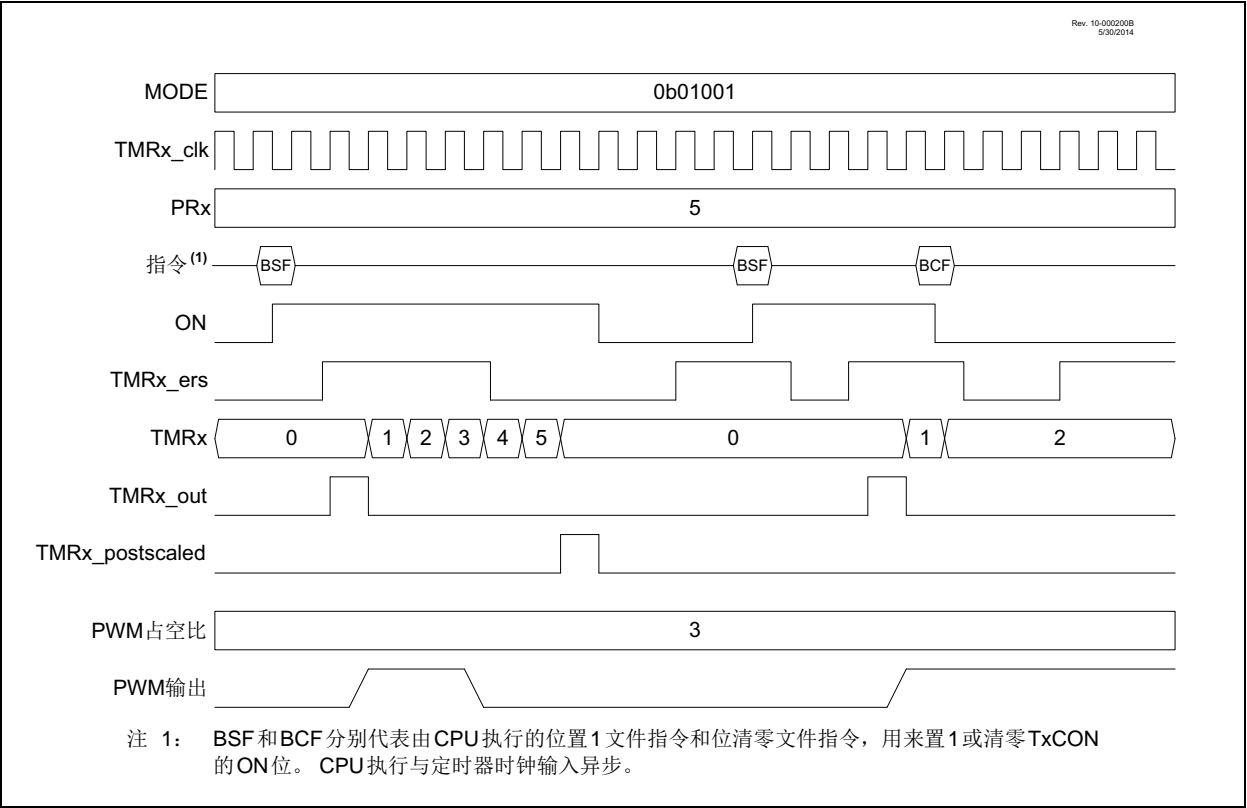 Rev. 10-000200B
5/30/2014
MODE 0b01001
TMRx_clk
PRx 5
指令(1) BSF BSF BCF
ON
TMRx_ers
TMRx 0 1 2 3 4 5 0 1 2
TMRx_out
TMRx_postscaled
PWM占空比 3
PWM输出
注 1: BSF和BCF分别代表由CPU执行的位置1文件指令和位清零文件指令，用来置1或清零TxCON
的ON位。 CPU执行与定时器时钟输入异步。